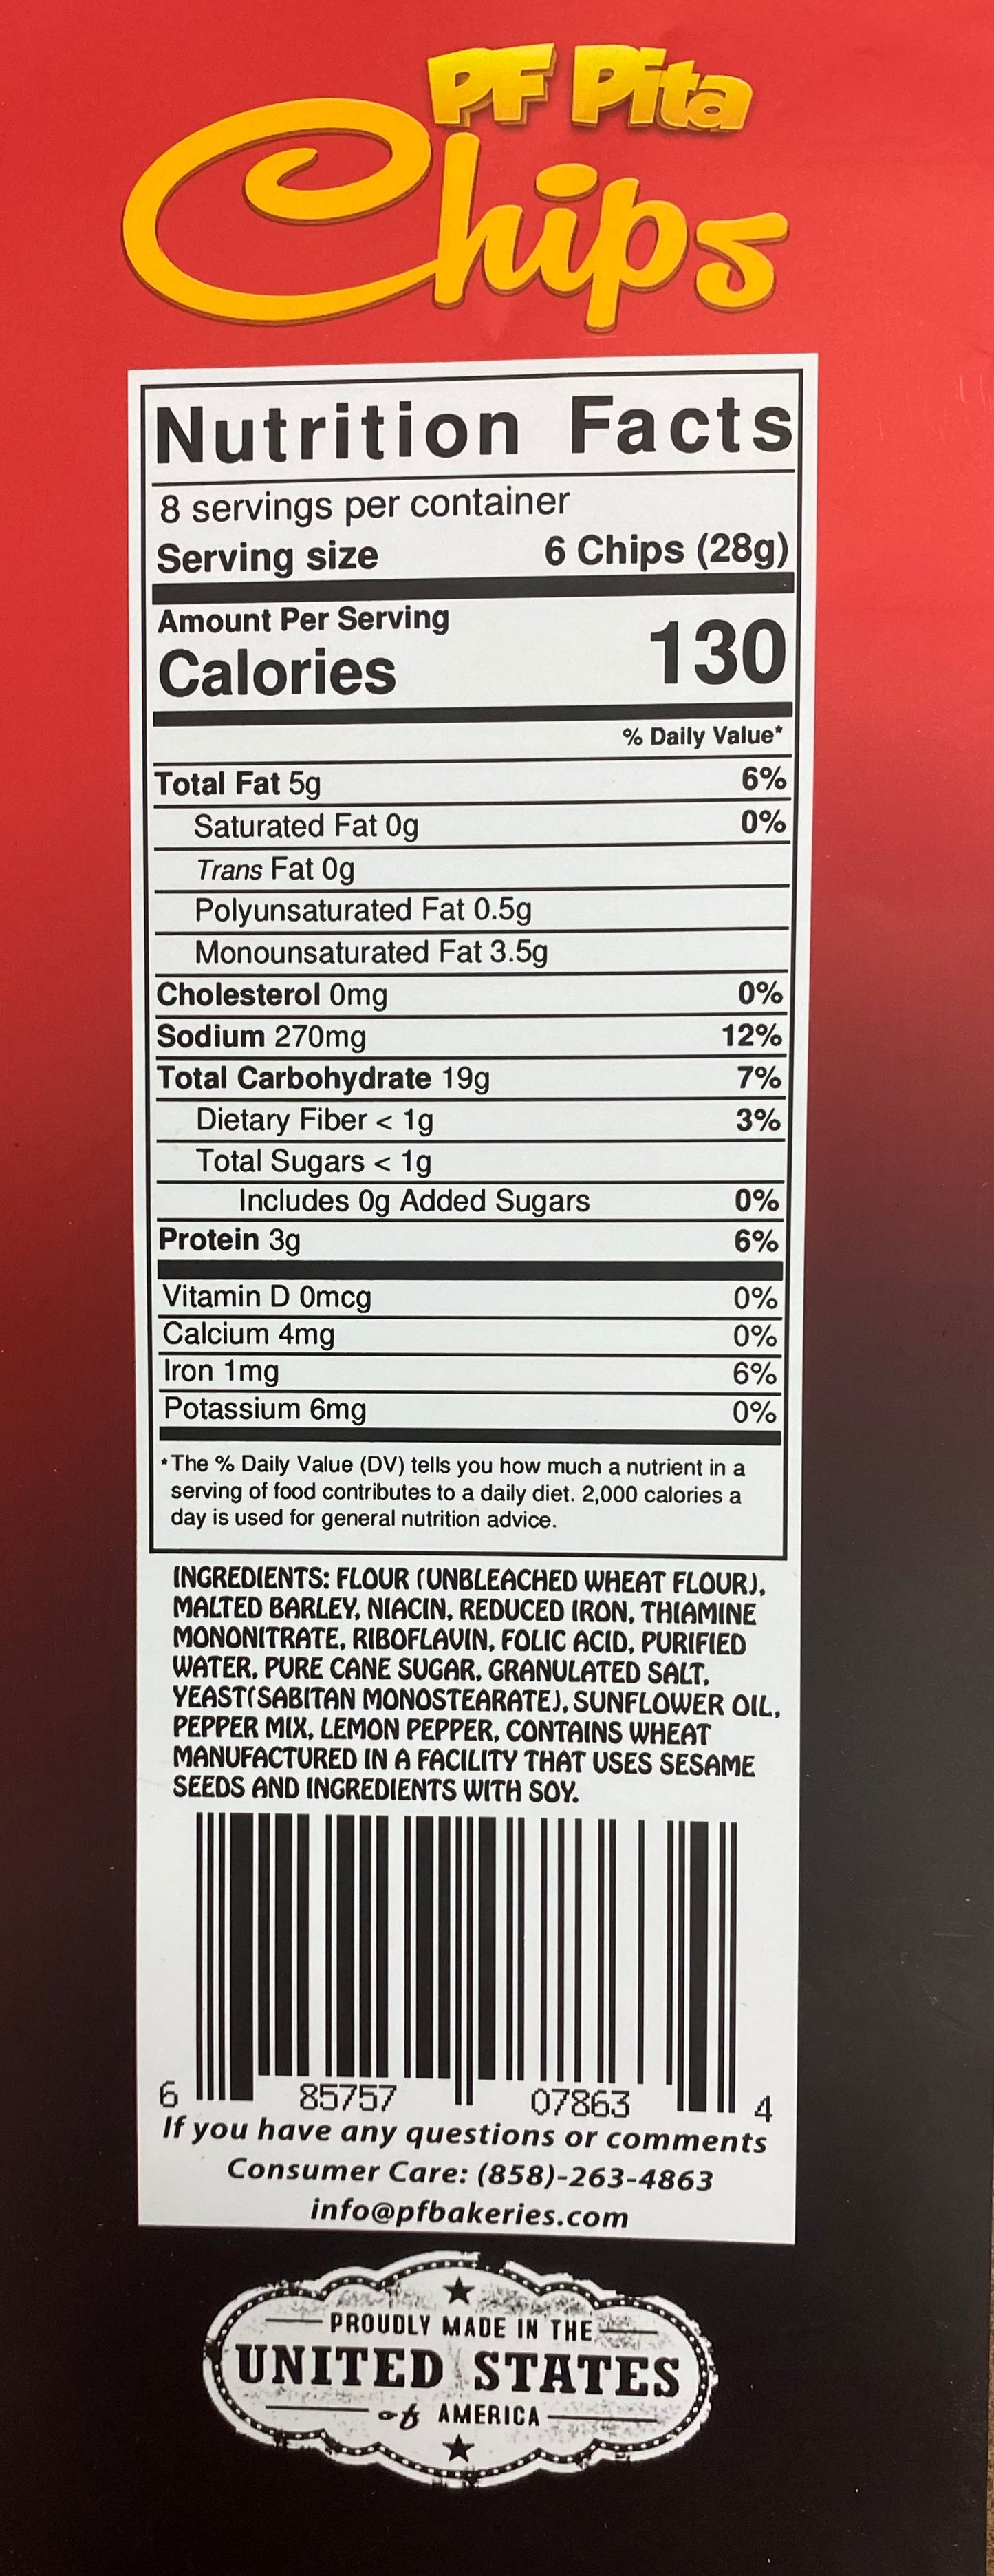 PF Pita
Chips
Nutrition Facts
8 servings per container
Serving size 6 Chips (28g)
Amount Per Serving
Calories 130
% Daily Value*
Total Fat 5g 6%
Saturated Fat 0g 0%
Trans Fat 0g
Polyunsaturated Fat 0.5g
Monounsaturated Fat 3.5g
Cholesterol 0mg 0%
Sodium 270mg 12%
Total Carbohydrate 19g 7%
Dietary Fiber < 1g 3%
Total Sugars < 1g
Includes 0g Added Sugars 0%
Protein 3g 6%
Vitamin D 0mcg 0%
Calcium 4mg 0%
Iron 1mg 6%
Potassium 6mg 0%
*The % Daily Value (DV) tells you how much a nutrient in a
serving of food contributes to a daily diet. 2,000 calories a
day is used for general nutrition advice.
INGREDIENTS: FLOUR (UNBLEACHED WHEAT FLOUR),
MALTED BARLEY, NIACIN, REDUCED IRON, THIAMINE
MONONITRATE, RIBOFLAVIN, FOLIC ACID, PURIFIED
WATER, PURE CANE SUGAR, GRANULATED SALT,
YEAST(SABITAN MONOSTEARATE), SUNFLOWER OIL,
PEPPER MIX, LEMON PEPPER, CONTAINS WHEAT
MANUFACTURED IN A FACILITY THAT USES SESAME
SEEDS AND INGREDIENTS WITH SOY.
6 85757 07863 4
If you have any questions or comments
Consumer Care: (858)-263-4863
info@pfbakeries.com
PROUDLY MADE IN THE
UNITED STATES
of AMERICA